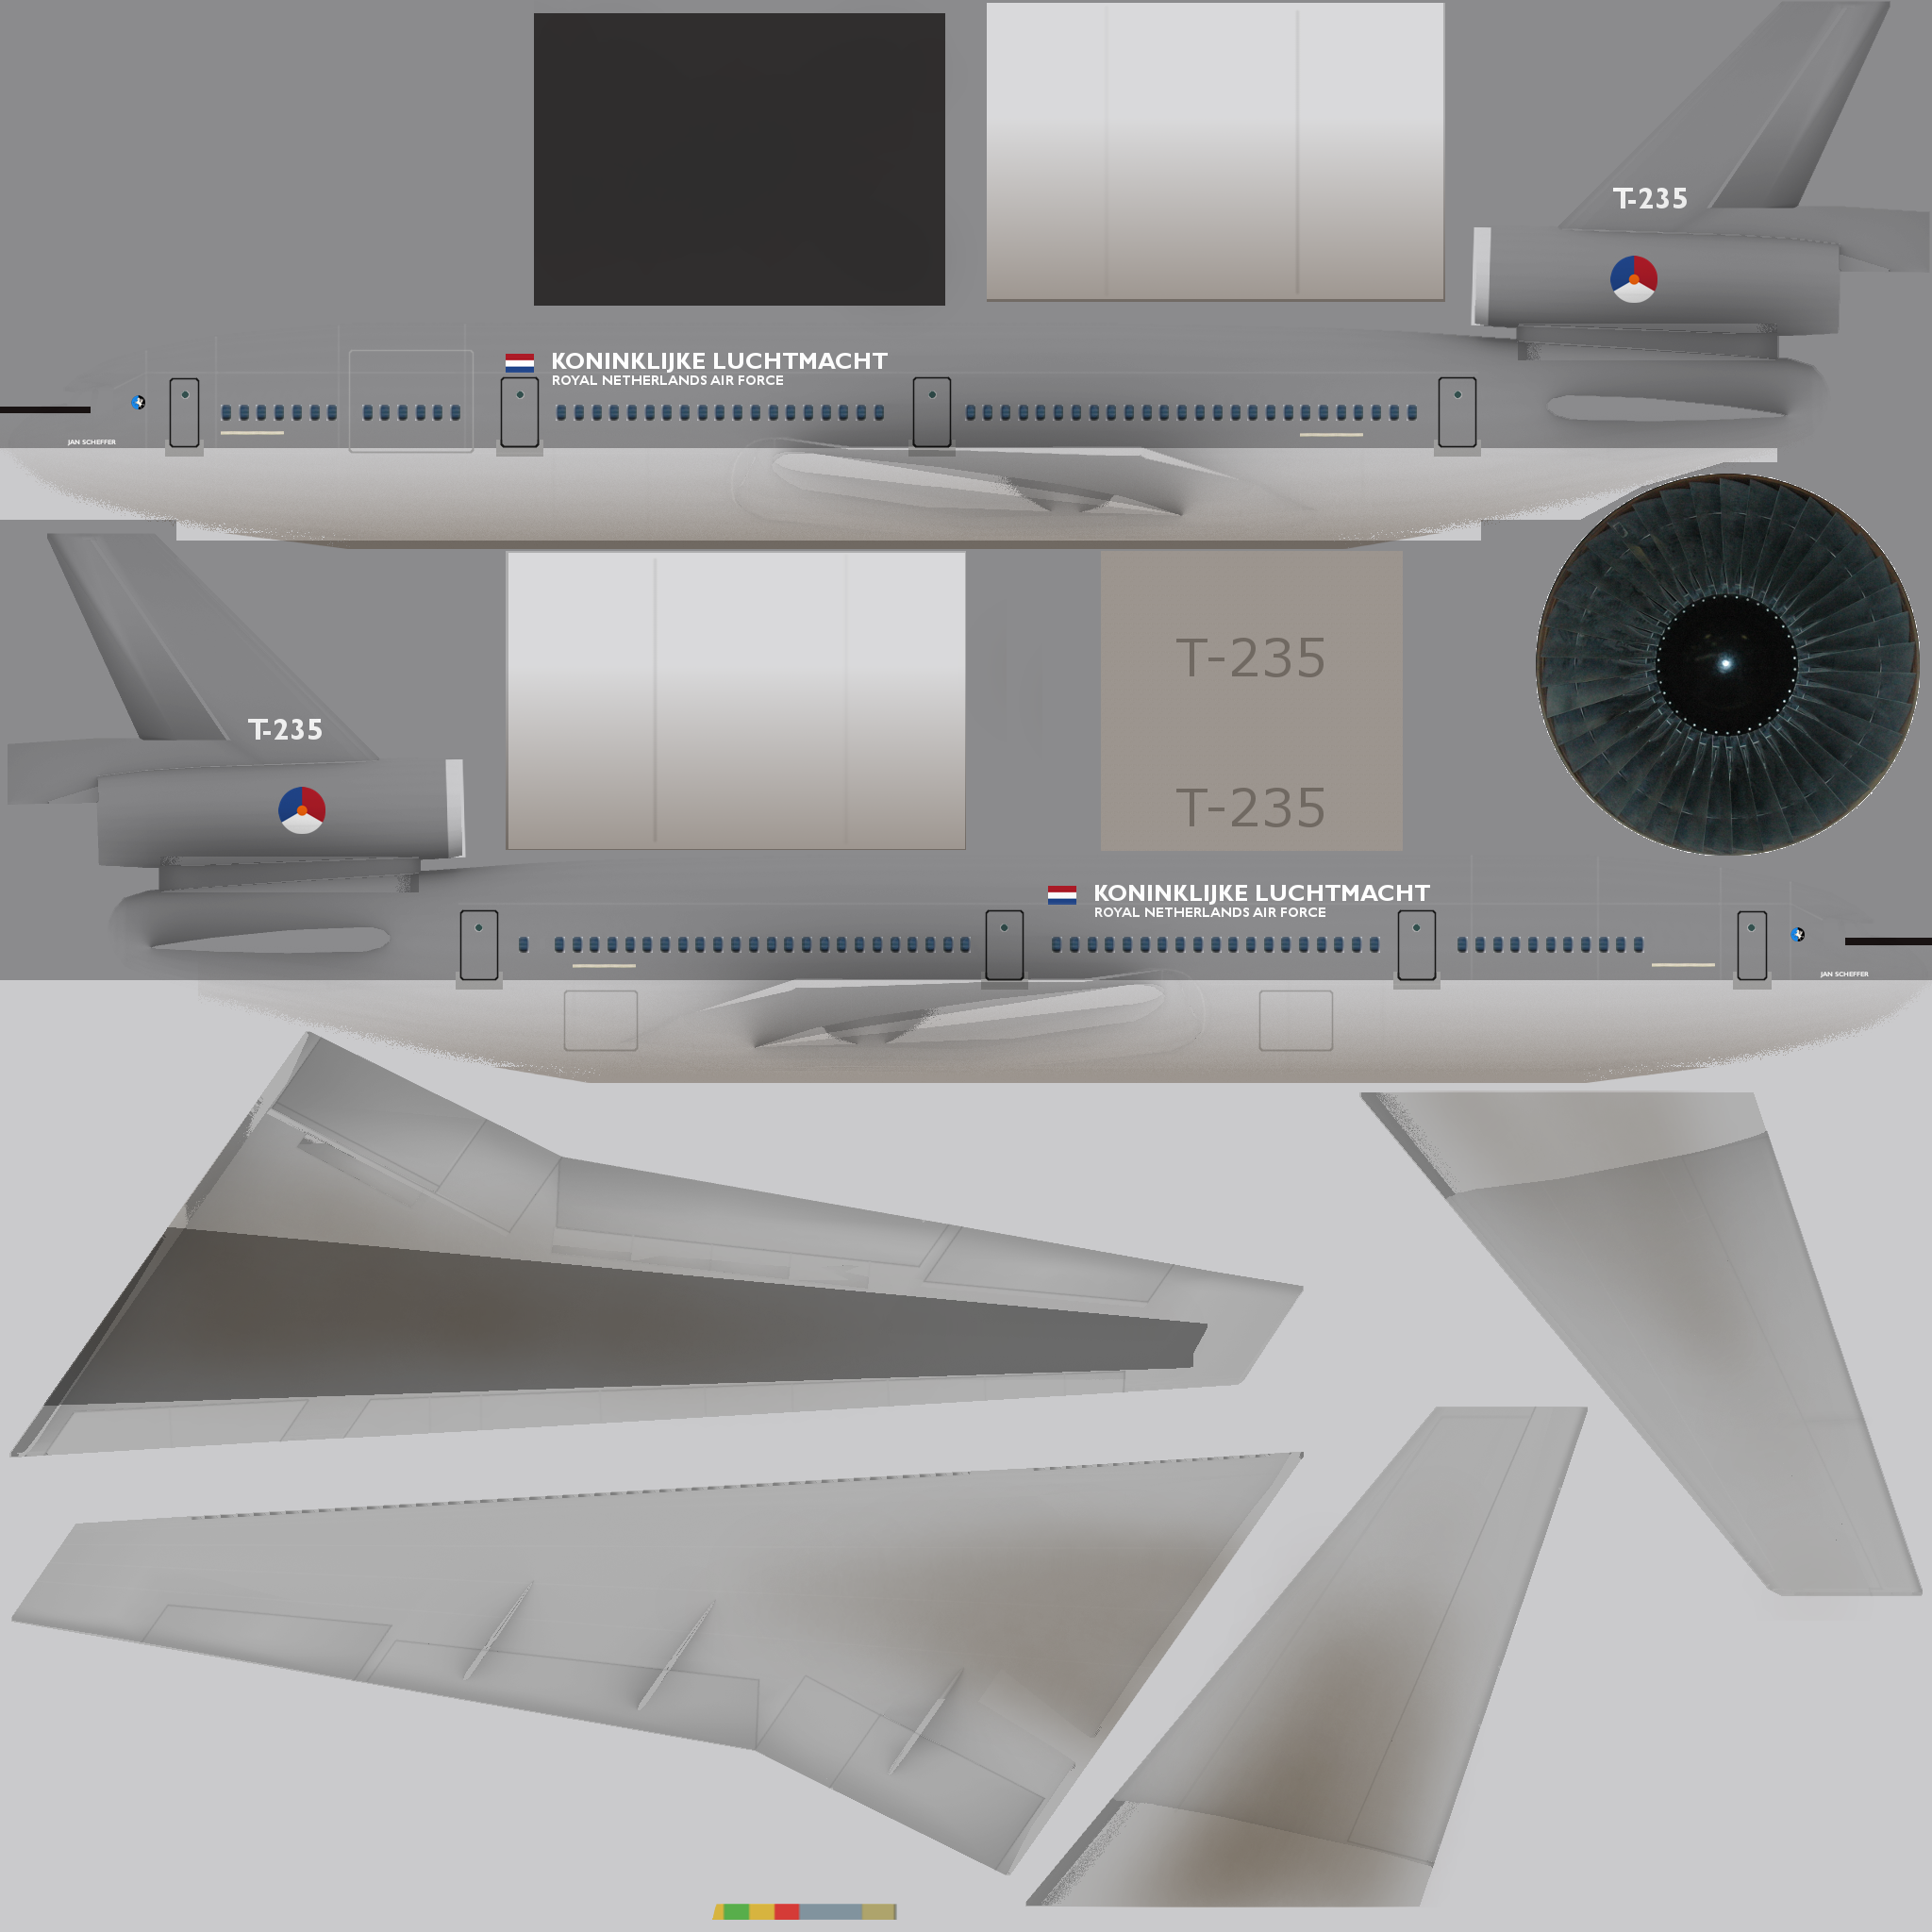 T-235
KONINKLIJKE LUCHTMACHT
ROYAL NETHERLANDS AIR FORCE
JAN SCHEFFER
T-235
T-235
T-235
KONINKLIJKE LUCHTMACHT
ROYAL NETHERLANDS AIR FORCE
JAN SCHEFFER